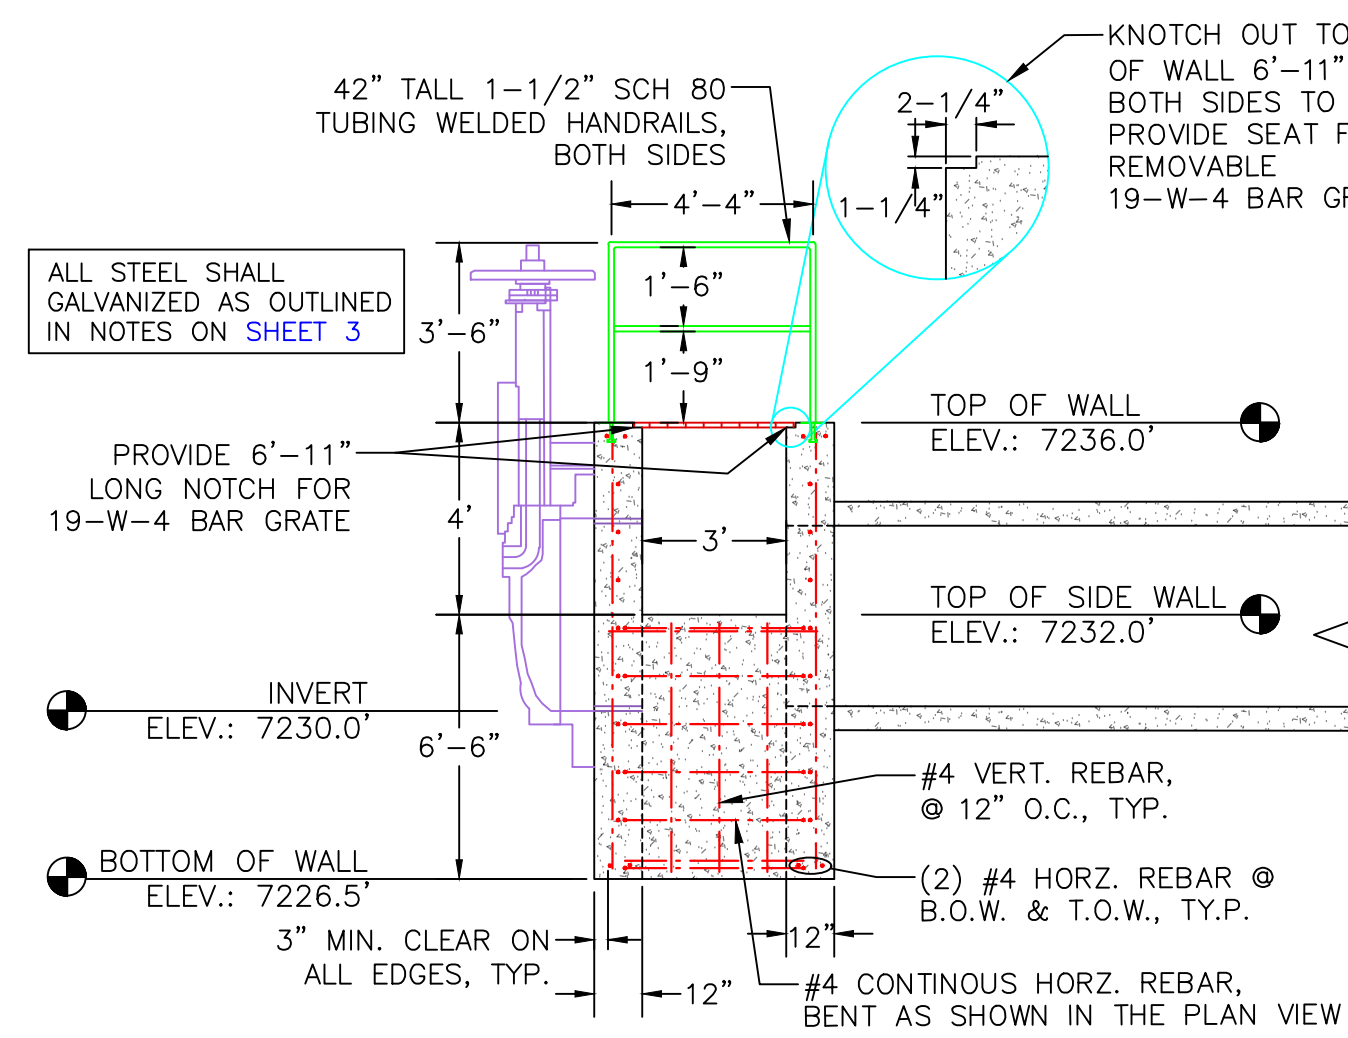 KNOTCH OUT TO
OF WALL 6'-11"
BOTH SIDES TO
PROVIDE SEAT F
REMOVABLE
19-W-4 BAR GR
2-1/4"
1-1/4"
42" TALL 1-1/2" SCH 80
TUBING WELDED HANDRAILS,
BOTH SIDES
4'-4"
ALL STEEL SHALL
GALVANIZED AS OUTLINED
IN NOTES ON SHEET 3
3'-6"
1'-6"
1'-9"
PROVIDE 6'-11"
LONG NOTCH FOR
19-W-4 BAR GRATE
4'
3'
TOP OF WALL
ELEV.: 7236.0'
TOP OF SIDE WALL
ELEV.: 7232.0'
INVERT
ELEV.: 7230.0'
6'-6"
#4 VERT. REBAR,
@ 12" O.C., TYP.
BOTTOM OF WALL
ELEV.: 7226.5'
(2) #4 HORZ. REBAR @
B.O.W. & T.O.W., TY.P.
3" MIN. CLEAR ON
ALL EDGES, TYP.
12"
12"
#4 CONTINOUS HORZ. REBAR,
BENT AS SHOWN IN THE PLAN VIEW